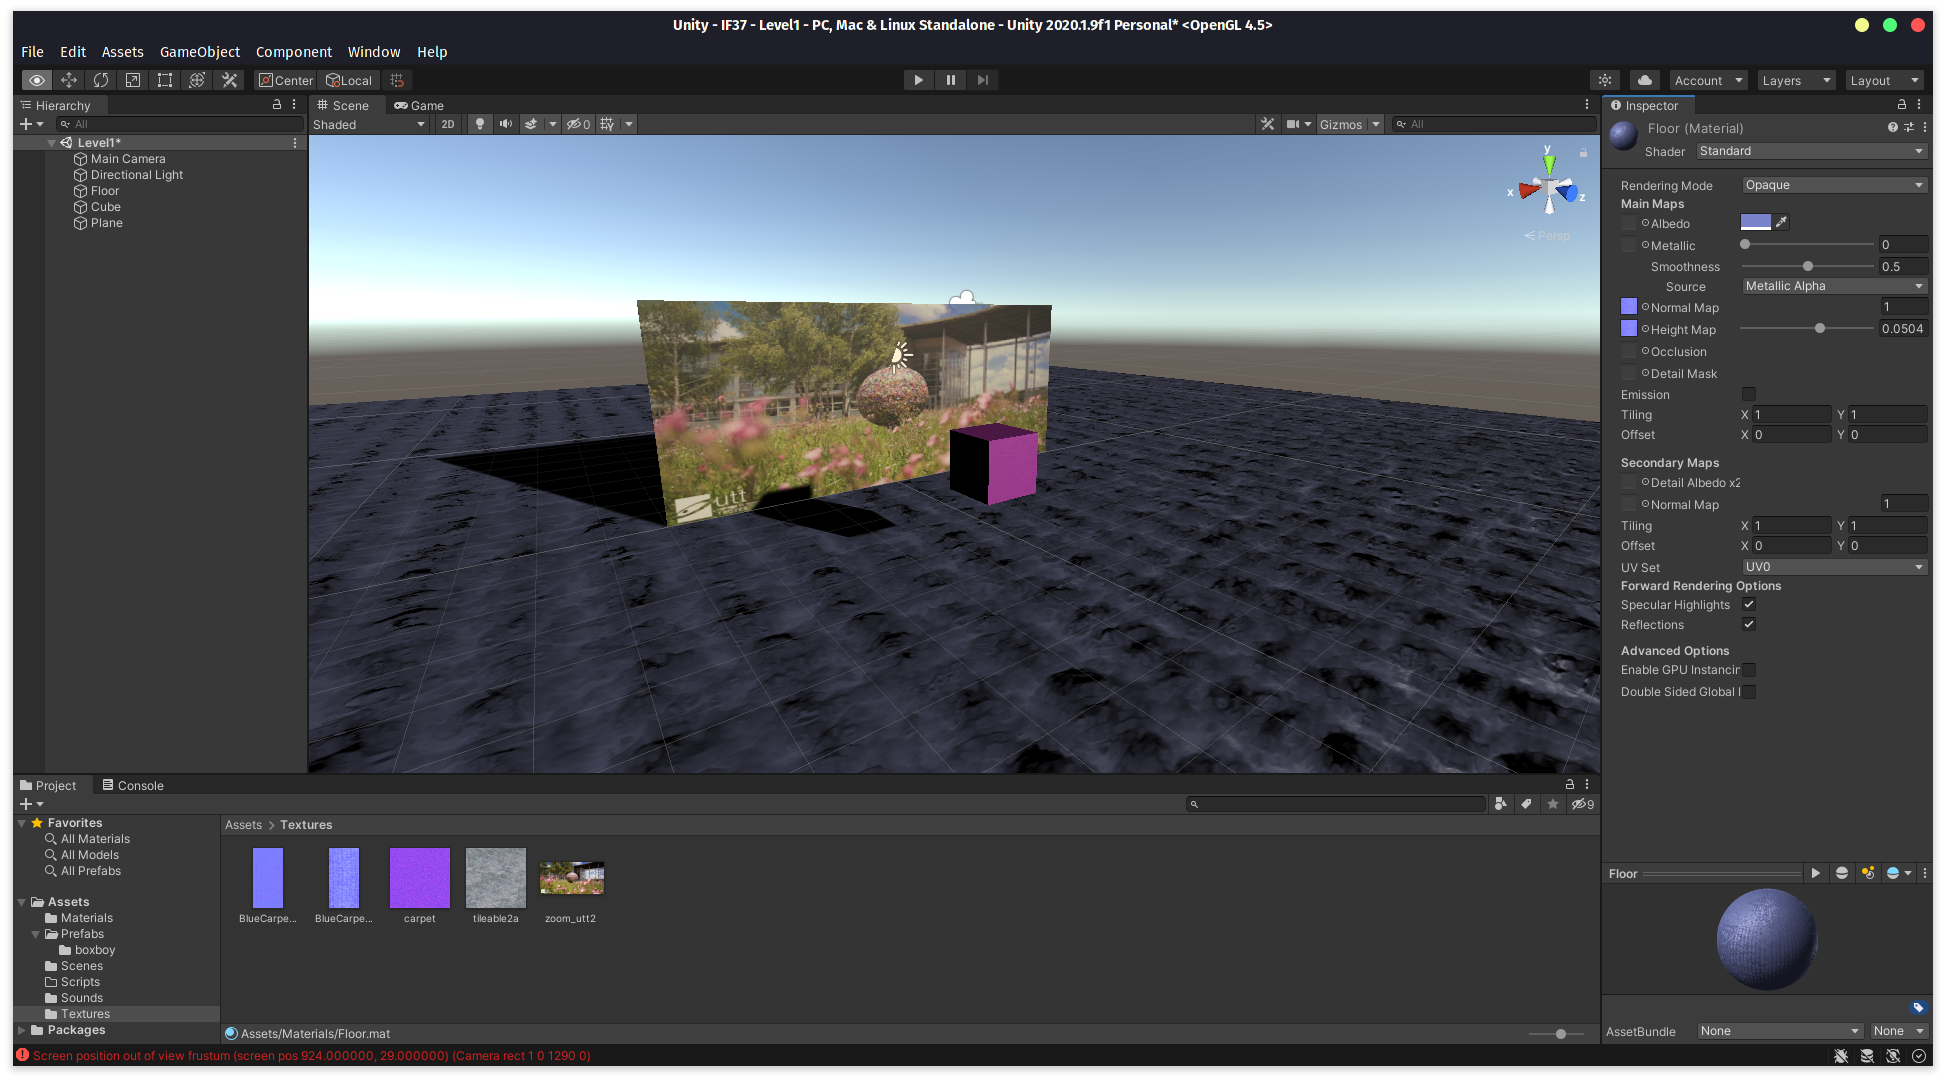 Unity - IF37 - Level1 - PC, Mac & Linux Standalone - Unity 2020.1.9f1 Personal* <OpenGL 4.5>
File Edit Assets GameObject Component Window Help
Center Local Account Layers Layout
Hierarchy
All
Level1*
Main Camera
Directional Light
Floor
Cube
Plane
Scene Game
Shaded 2D 0 Gizmos All
y
x
z
Persp
utt
Inspector
Floor (Material)
Shader Standard
Rendering Mode Opaque
Main Maps
Albedo
Metallic 0
Smoothness 0.5
Source Metallic Alpha
Normal Map 1
Height Map 0.0504
Occlusion
Detail Mask
Emission
Tiling X 1 Y 1
Offset X 0 Y 0
Secondary Maps
Detail Albedo x2
Normal Map 1
Tiling X 1 Y 1
Offset X 0 Y 0
UV Set UV0
Forward Rendering Options
Specular Highlights
Reflections
Advanced Options
Enable GPU Instancin
Double Sided Global I
Project Console
9
Favorites
All Materials
All Models
All Prefabs
Assets
Materials
Prefabs
boxboy
Scenes
Scripts
Sounds
Textures
Packages
Assets > Textures
BlueCarpe... BlueCarpe... carpet tileable2a zoom_utt2
Assets/Materials/Floor.mat
Floor
AssetBundle None None
Screen position out of view frustum (screen pos 924.000000, 29.000000) (Camera rect 1 0 1290 0)